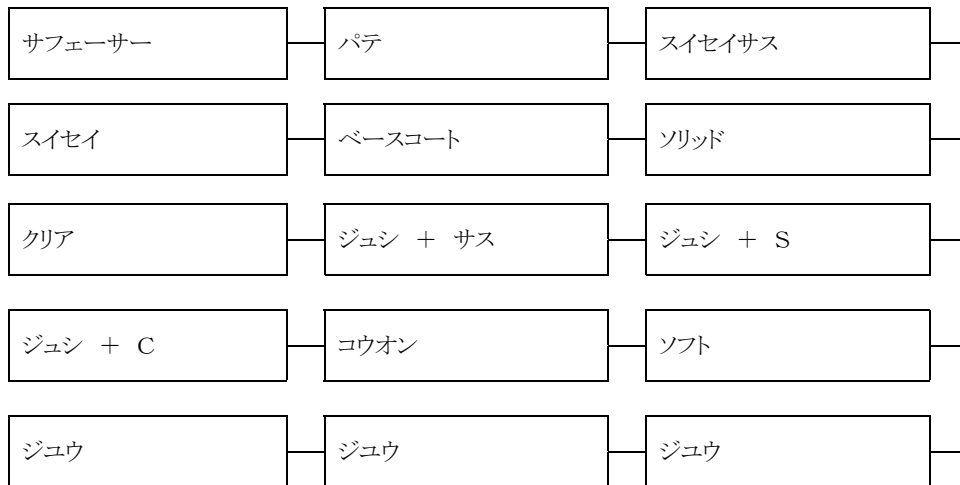 サフェーサー パテ スイセイサス
スイセイ ベースコート ソリッド
クリア ジュシ + サス ジュシ + S
ジュシ + C コウオン ソフト
ジユウ ジユウ ジユウ